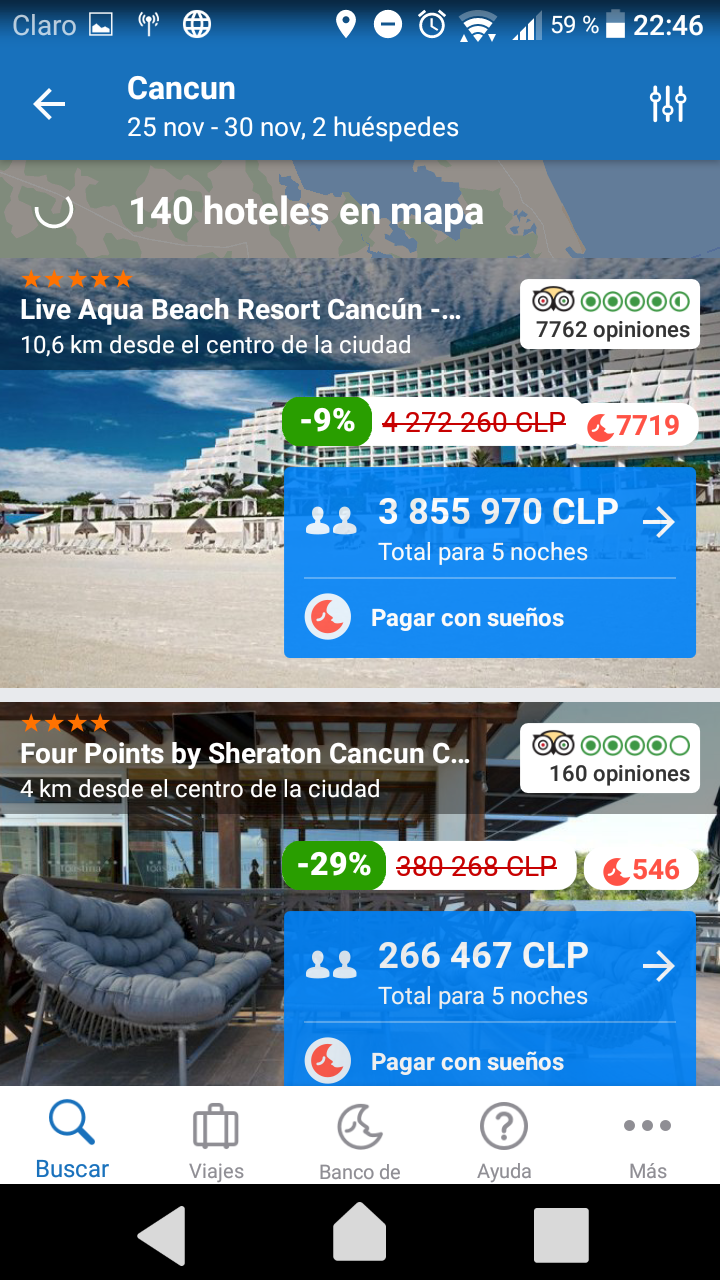 Claro 59 % 22:46
Cancun
25 nov - 30 nov, 2 huéspedes
140 hoteles en mapa
Live Aqua Beach Resort Cancún -...
10,6 km desde el centro de la ciudad
7762 opiniones
-9% 4 272 260 CLP 7719
3 855 970 CLP
Total para 5 noches
Pagar con sueños
Four Points by Sheraton Cancun C...
4 km desde el centro de la ciudad
160 opiniones
-29% 380 268 CLP 546
266 467 CLP
Total para 5 noches
Pagar con sueños
Buscar Viajes Banco de Ayuda Más